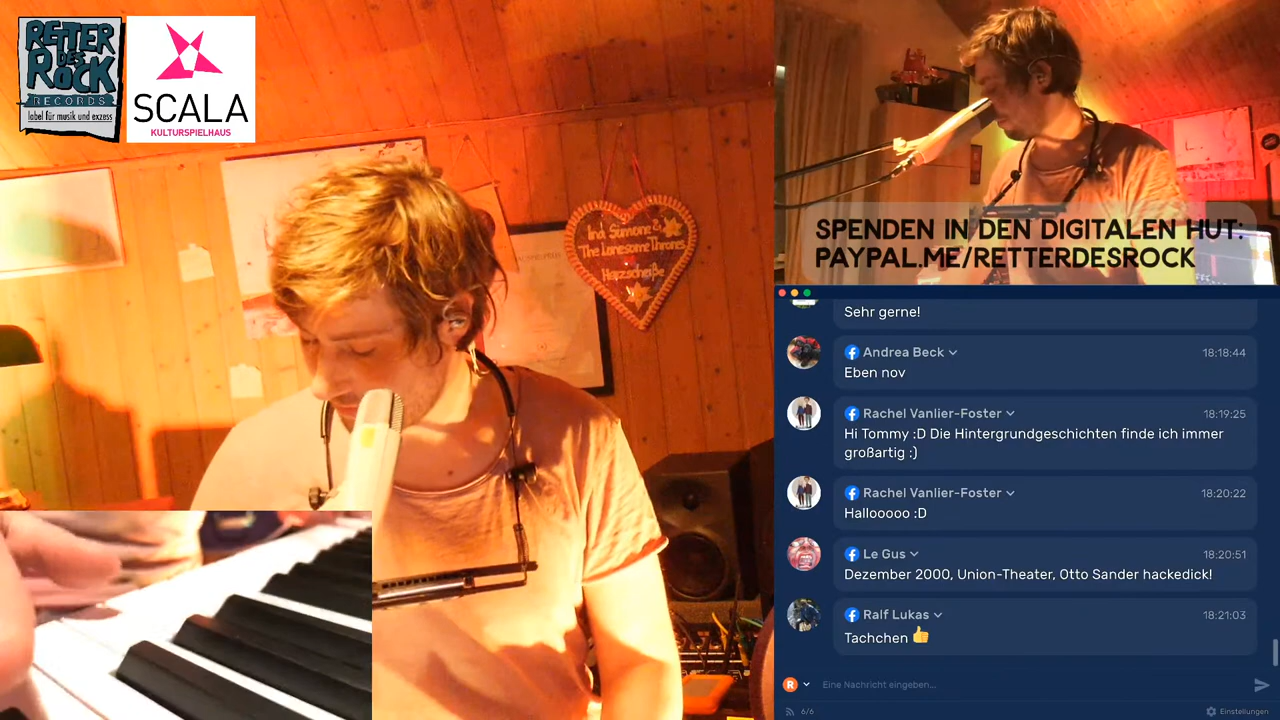 RETTER
DES
ROCK
RECORDS
label für musik und exzess
SCALA
KULTURSPIELHAUS
Ina Simone &
The Lonesome Thrones
Harzscheiße
L.
SPENDEN IN DEN DIGITALEN HUT:
PAYPAL.ME/RETTERDESROCK
Sehr gerne!
Andrea Beck 18:18:44
Eben nov
Rachel Vanlier-Foster 18:19:25
Hi Tommy :D Die Hintergrundgeschichten finde ich immer
großartig :)
Rachel Vanlier-Foster 18:20:22
Hallooooo :D
Le Gus 18:20:51
Dezember 2000, Union-Theater, Otto Sander hackedick!
Ralf Lukas 18:21:03
Tachchen 👍
R
Eine Nachricht eingeben...
6/6
Einstellungen